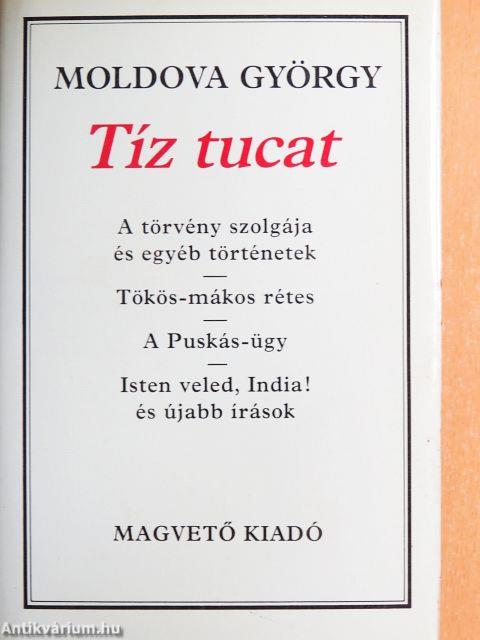 MOLDOVA GYÖRGY
Tíz tucat
A törvény szolgája
és egyéb történetek
Tökös-mákos rétes
A Puskás-ügy
Isten veled, India!
és újabb írások
MAGVETŐ KIADÓ
Antikvárium.hu